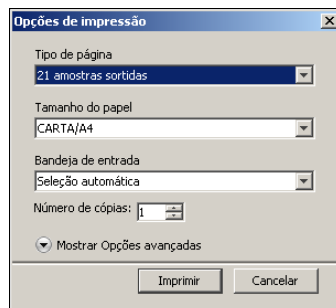 Opções de impressão
Tipo de página
21 amostras sortidas
Tamanho do papel
CARTA/A4
Bandeja de entrada
Seleção automática
Número de cópias: 1
Mostrar Opções avançadas
Imprimir Cancelar